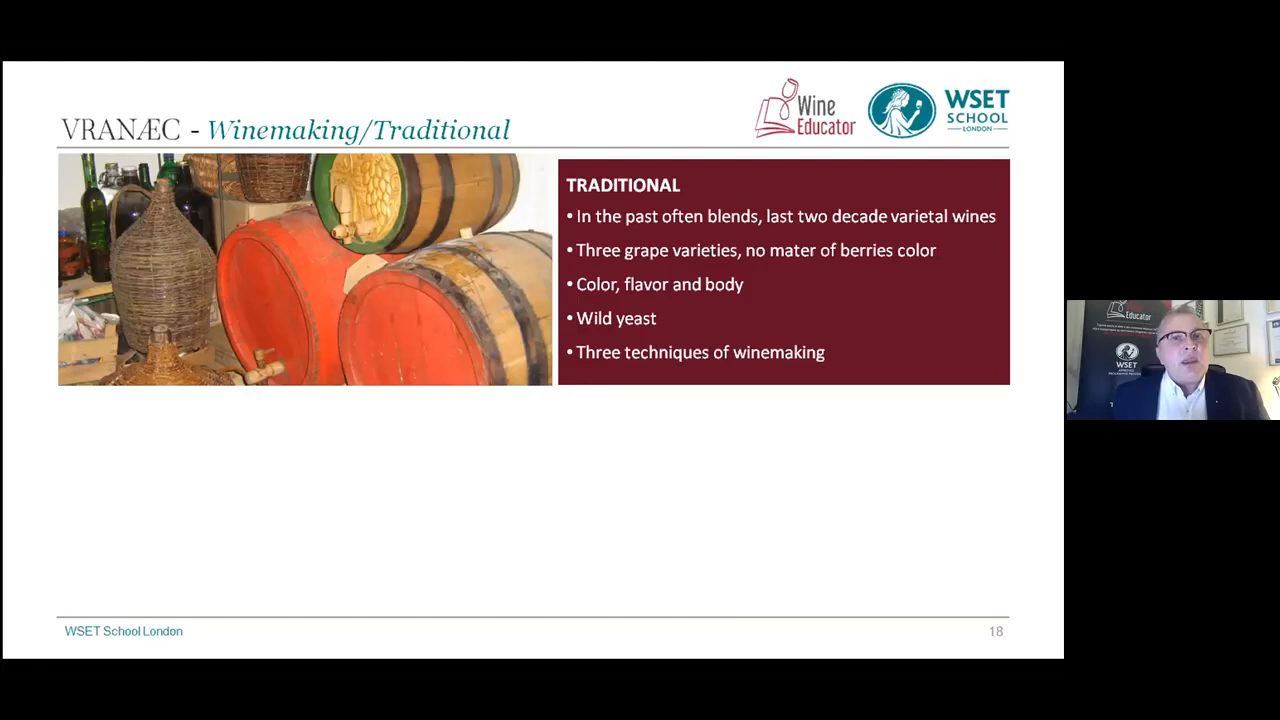 VRANÆC - Winemaking/Traditional
Wine
Educator
WSET
SCHOOL
LONDON
TRADITIONAL
• In the past often blends, last two decade varietal wines
• Three grape varieties, no mater of berries color
• Color, flavor and body
• Wild yeast
• Three techniques of winemaking
Educator
WSET
WSET School London
18